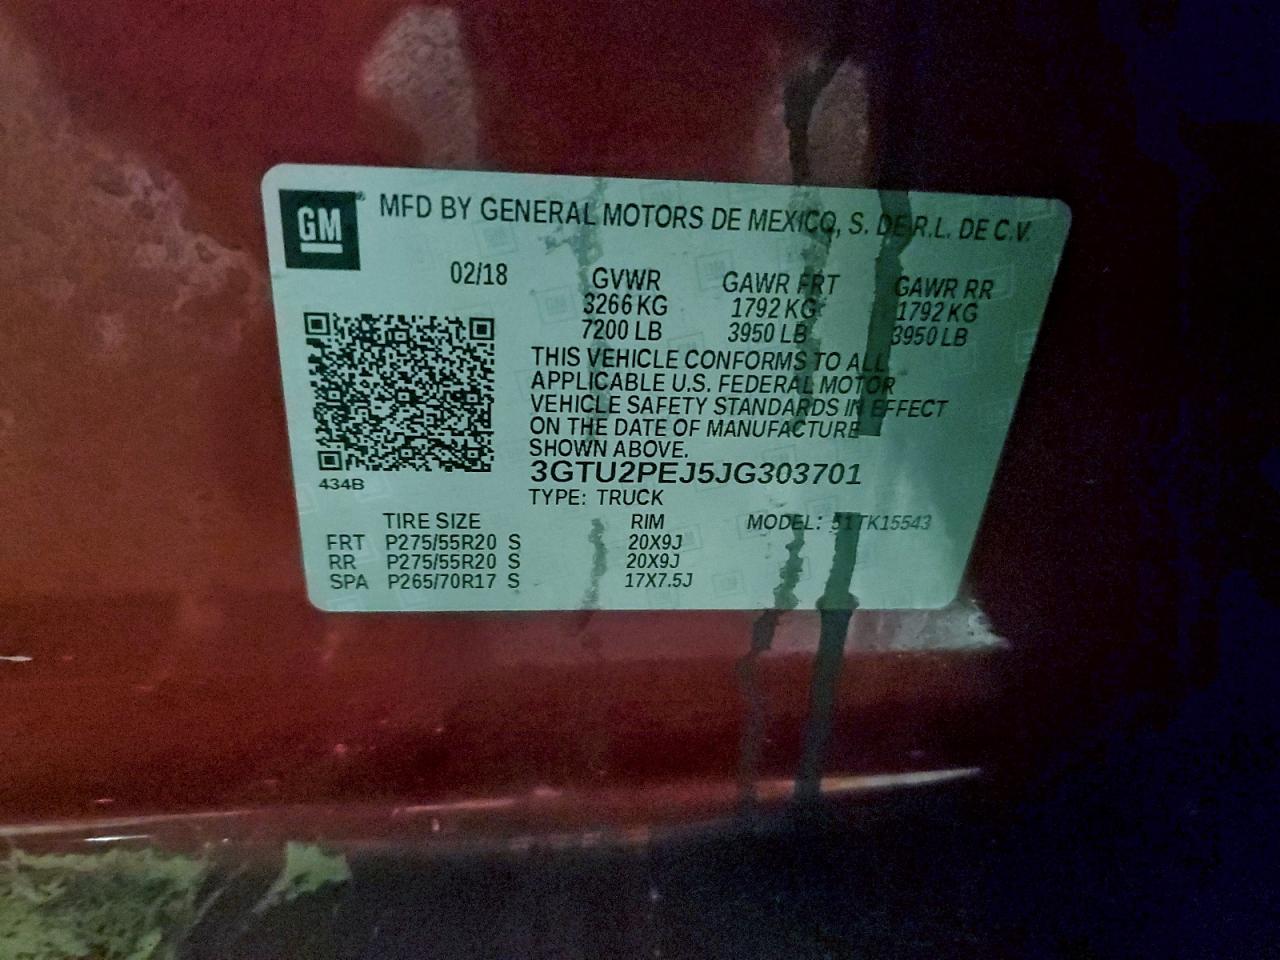 GM® MFD BY GENERAL MOTORS DE MEXICO, S. DE R.L. DE C.V.
02/18 GVWR GAWR FRT GAWR RR
3266 KG 1792 KG 1792 KG
7200 LB 3950 LB 3950 LB
THIS VEHICLE CONFORMS TO ALL
APPLICABLE U.S. FEDERAL MOTOR
VEHICLE SAFETY STANDARDS IN EFFECT
ON THE DATE OF MANUFACTURE
SHOWN ABOVE.
3GTU2PEJ5JG303701
434B
TYPE: TRUCK
TIRE SIZE RIM MODEL: 51TK15543
FRT P275/55R20 S 20X9J
RR P275/55R20 S 20X9J
SPA P265/70R17 S 17X7.5J